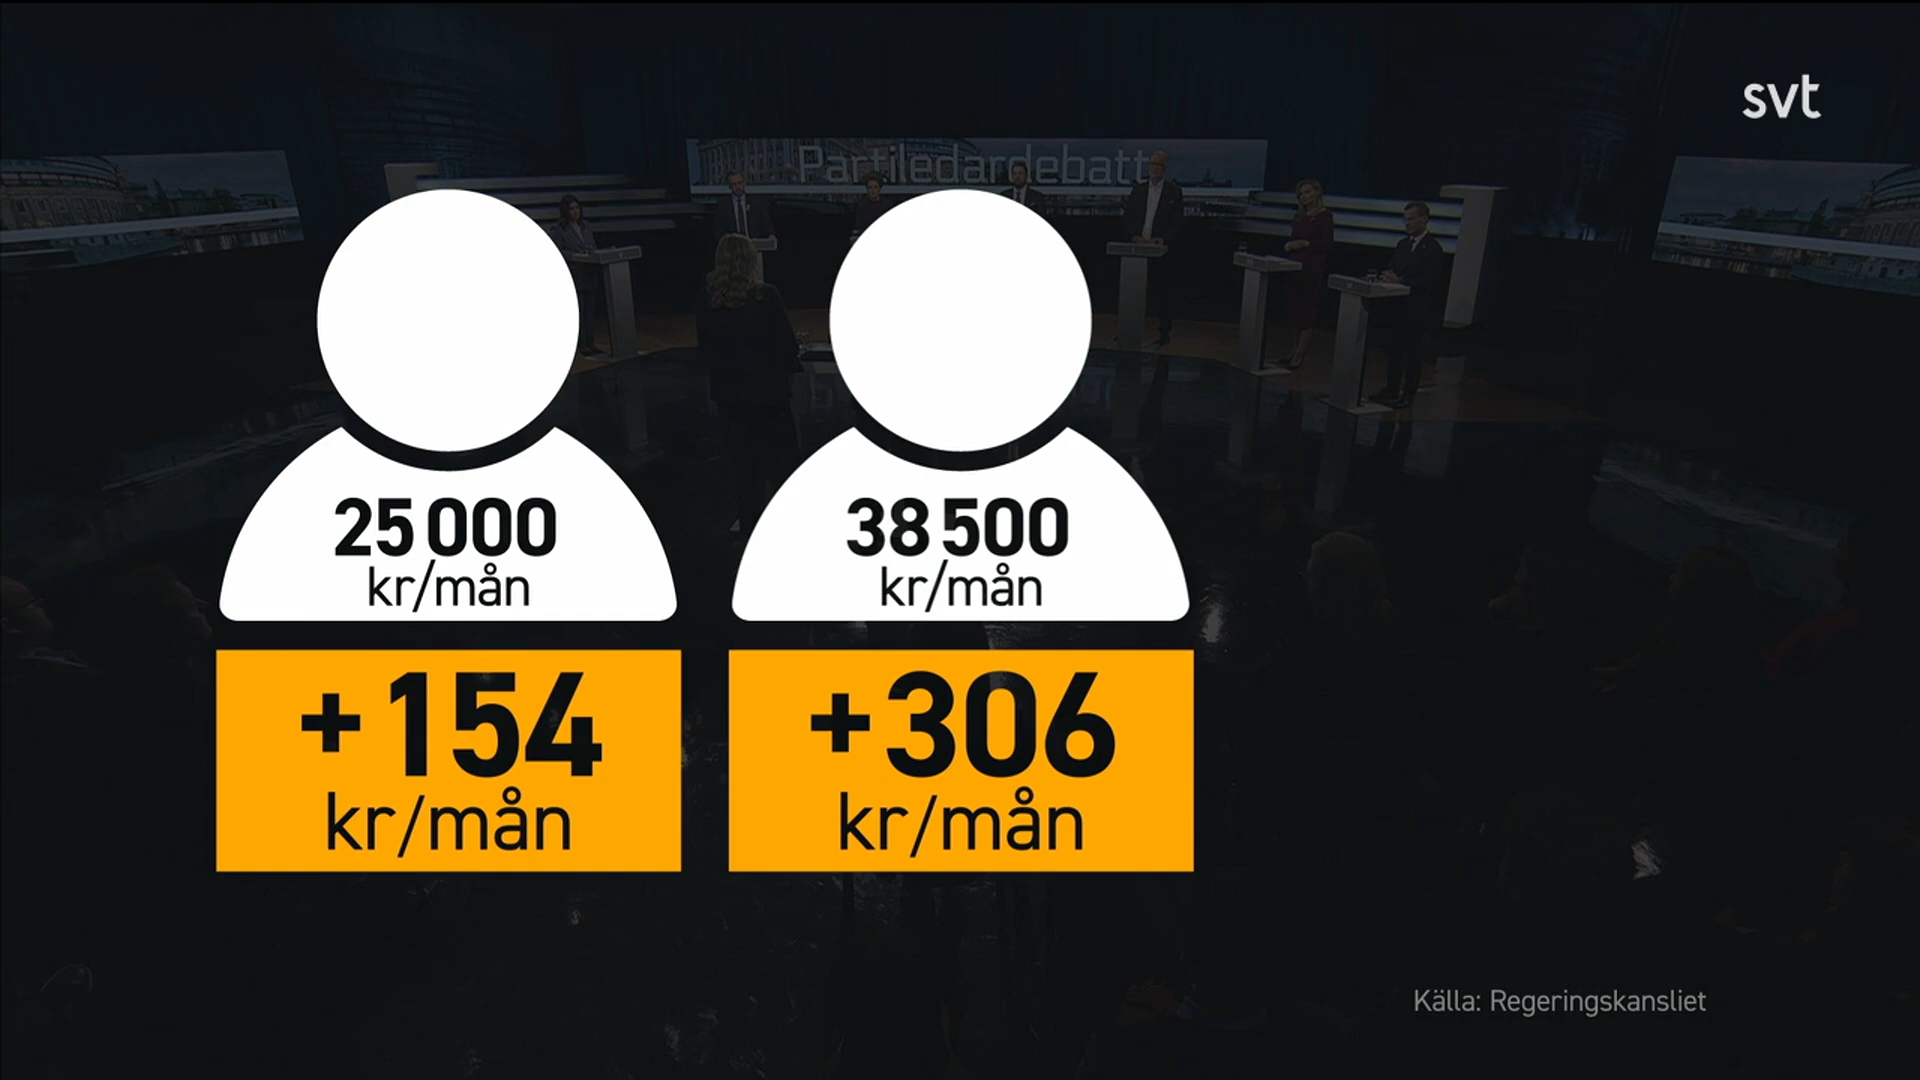 svt
Partiledardebatt
25 000
kr/mån
38 500
kr/mån
+154
kr/mån
+306
kr/mån
Källa: Regeringskansliet